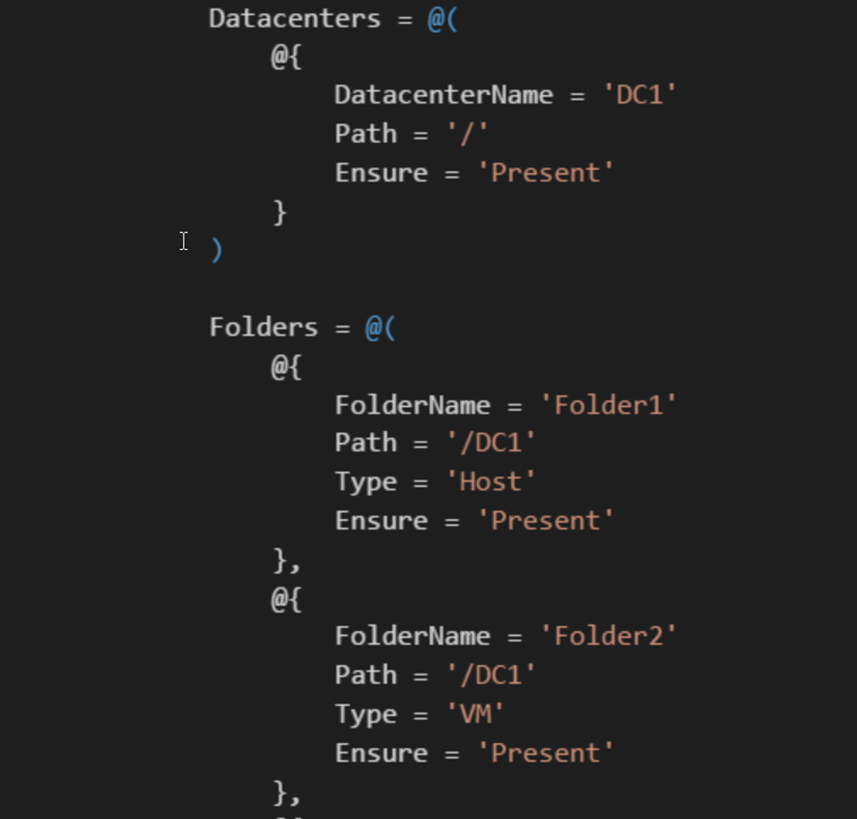 Datacenters = @(
@{
DatacenterName = 'DC1'
Path = '/'
Ensure = 'Present'
}
)
Folders = @(
@{
FolderName = 'Folder1'
Path = '/DC1'
Type = 'Host'
Ensure = 'Present'
},
@{
FolderName = 'Folder2'
Path = '/DC1'
Type = 'VM'
Ensure = 'Present'
},